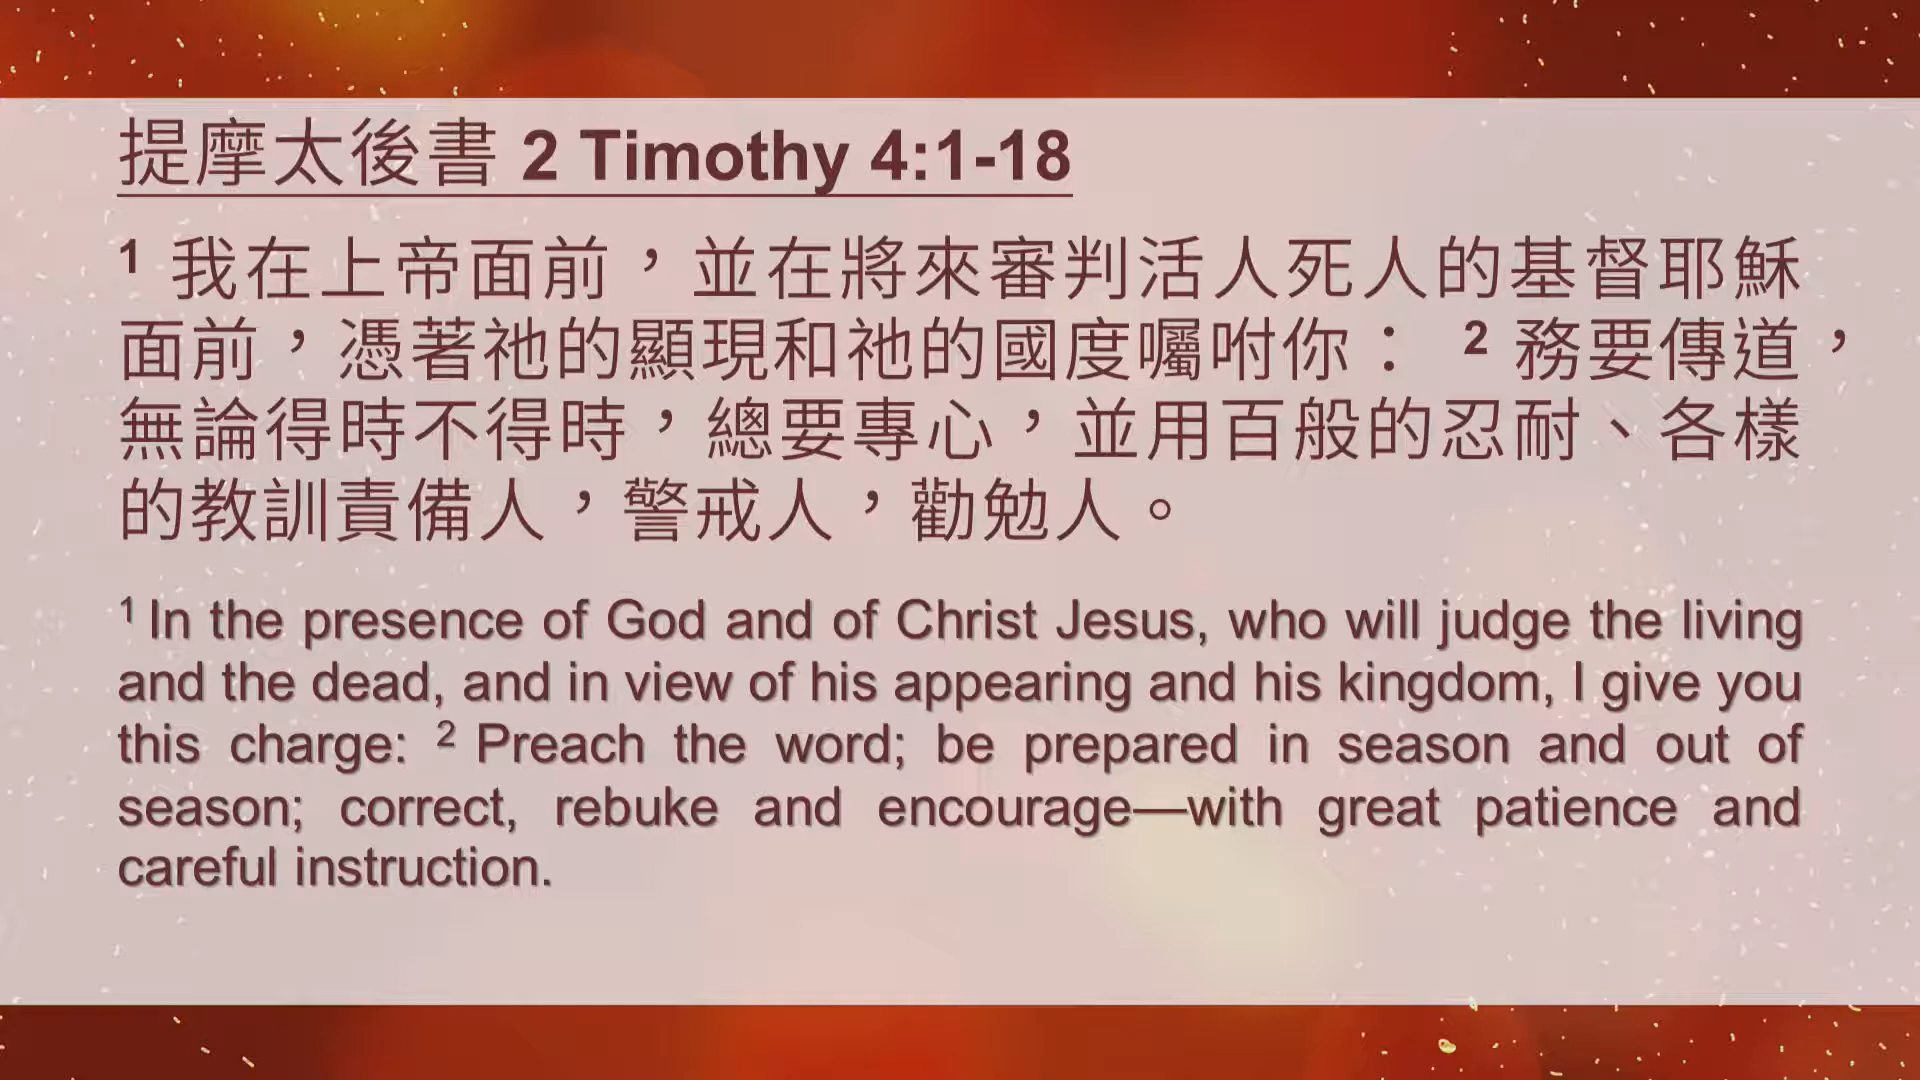 提摩太後書 2 Timothy 4:1-18
1 我在上帝面前，並在將來審判活人死人的基督耶穌
面前，憑著祂的顯現和祂的國度囑咐你： 2 務要傳道，
無論得時不得時，總要專心，並用百般的忍耐、各樣
的教訓責備人，警戒人，勸勉人。
1 In the presence of God and of Christ Jesus, who will judge the living
and the dead, and in view of his appearing and his kingdom, I give you
this charge: 2 Preach the word; be prepared in season and out of
season; correct, rebuke and encourage—with great patience and
careful instruction.